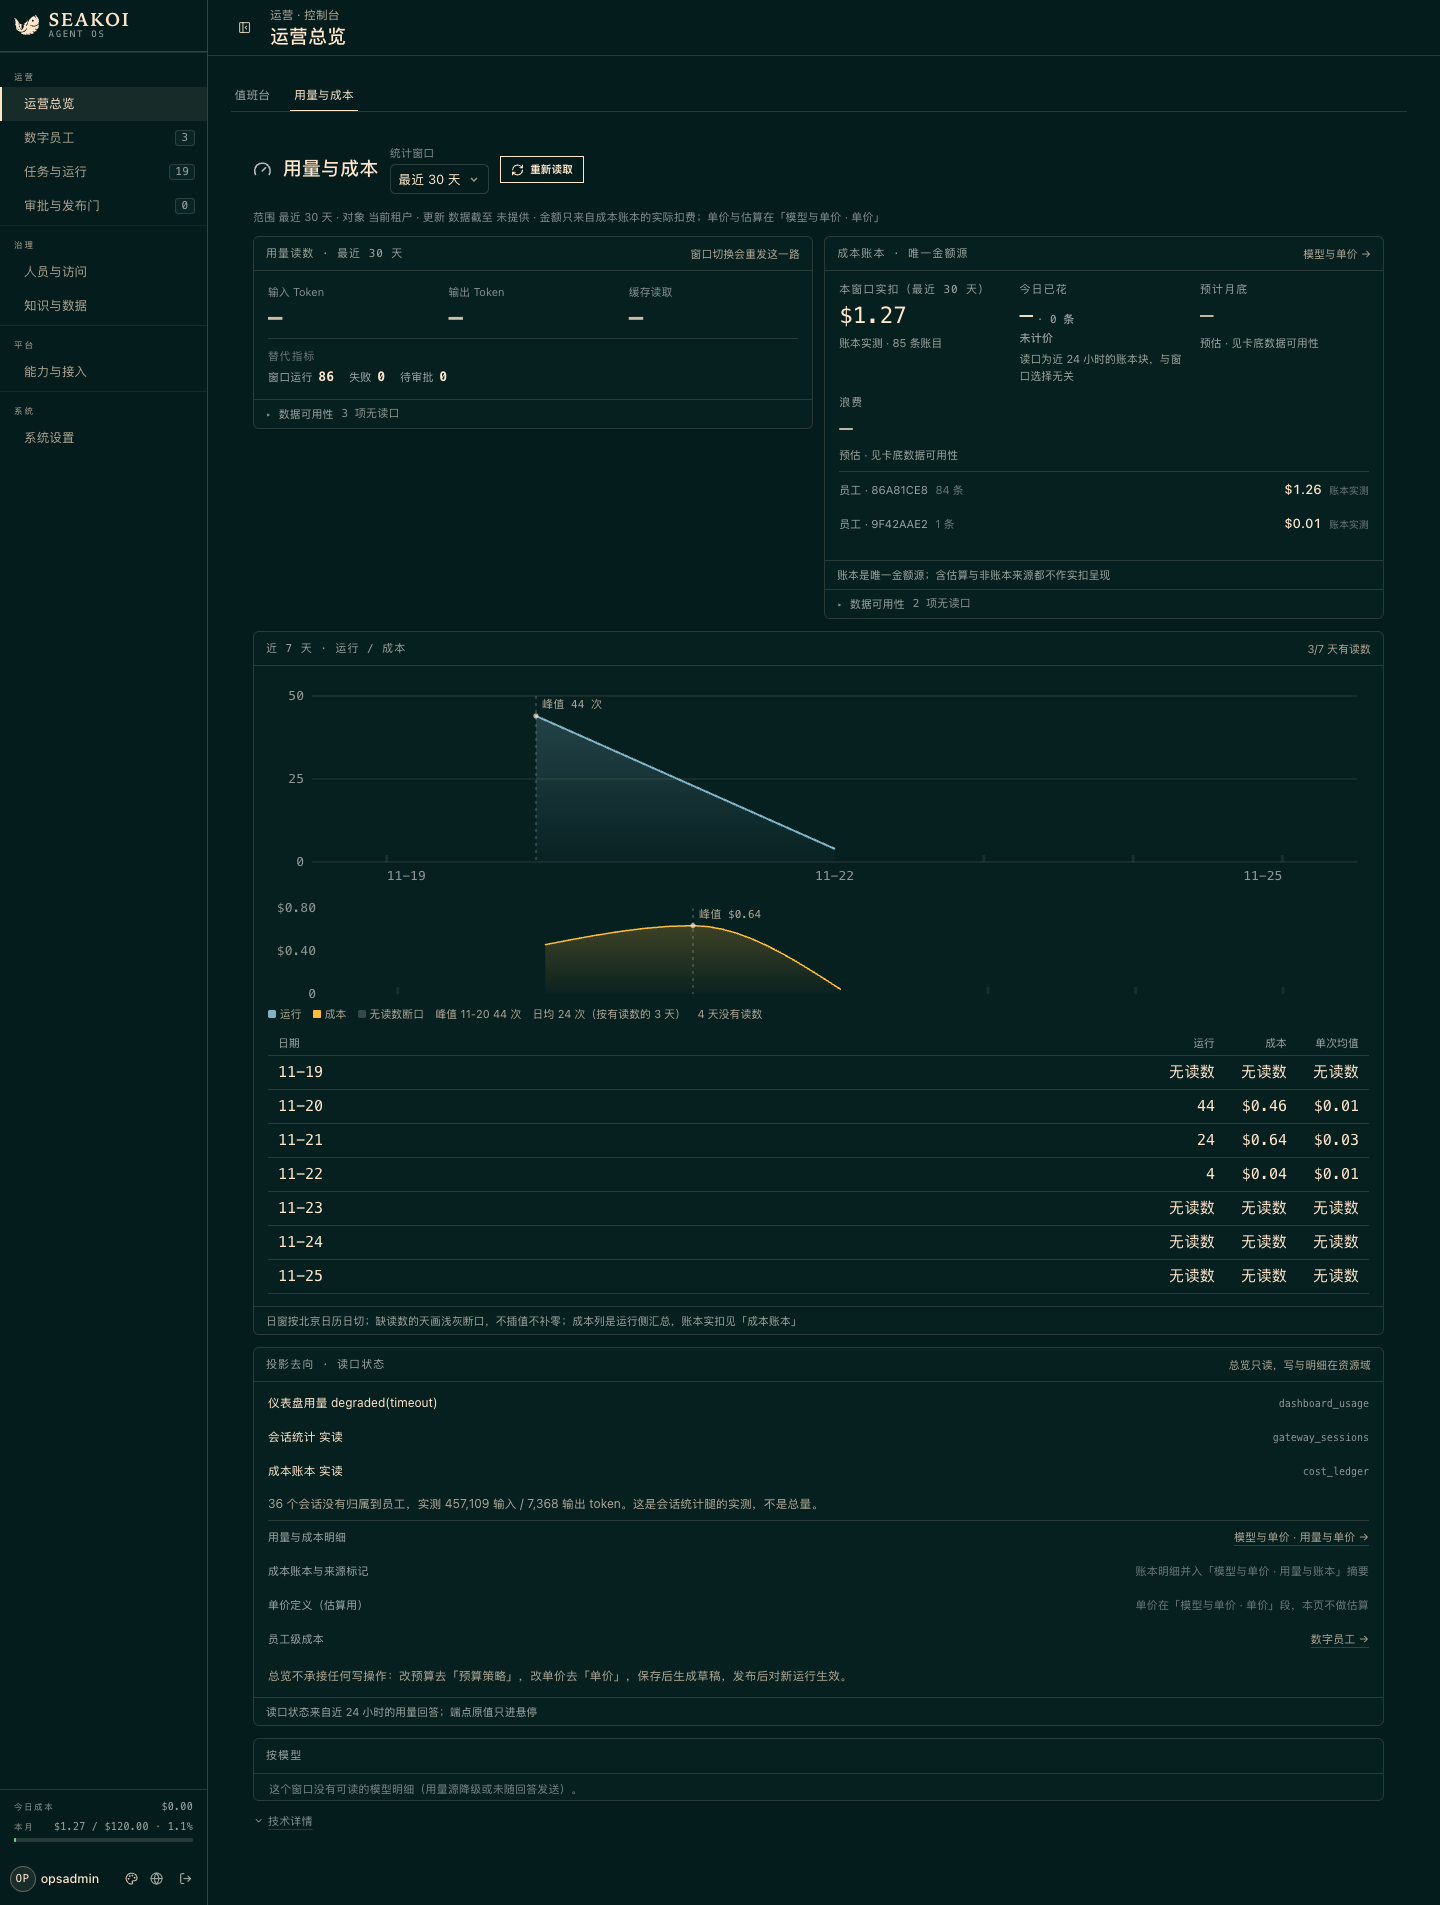 SEAKOI
AGENT OS
运营
运营总览
数字员工 3
任务与运行 19
审批与发布门 0
治理
人员与访问
知识与数据
平台
能力与接入
系统
系统设置
今日成本 $0.00
本月 $1.27 / $120.00 · 1.1%
OP opsadmin
运营 · 控制台
运营总览
值班台 用量与成本
用量与成本
统计窗口
最近 30 天
重新读取
范围 最近 30 天 · 对象 当前租户 · 更新 数据截至 未提供 · 金额只来自成本账本的实际扣费；单价与估算在「模型与单价 · 单价」
用量读数 · 最近 30 天 窗口切换会重发这一路
输入 Token 输出 Token 缓存读取
— — —
替代指标
窗口运行 86 失败 0 待审批 0
▸ 数据可用性 3 项无读口
成本账本 · 唯一金额源 模型与单价 →
本窗口实扣（最近 30 天） 今日已花 预计月底
$1.27 — · 0 条 —
未计价
账本实测 · 85 条账目 预估 · 见卡底数据可用性
读口为近 24 小时的账本块，与窗
口选择无关
浪费
—
预估 · 见卡底数据可用性
员工 · 86A81CE8 84 条 $1.26 账本实测
员工 · 9F42AAE2 1 条 $0.01 账本实测
账本是唯一金额源；含估算与非账本来源都不作实扣呈现
▸ 数据可用性 2 项无读口
近 7 天 · 运行 / 成本 3/7 天有读数
50
峰值 44 次
25
0
11-19 11-22 11-25
$0.80
峰值 $0.64
$0.40
0
运行 成本 无读数断口 峰值 11-20 44 次 日均 24 次（按有读数的 3 天） 4 天没有读数
日期 运行 成本 单次均值
11-19 无读数 无读数 无读数
11-20 44 $0.46 $0.01
11-21 24 $0.64 $0.03
11-22 4 $0.04 $0.01
11-23 无读数 无读数 无读数
11-24 无读数 无读数 无读数
11-25 无读数 无读数 无读数
日窗按北京日历日切；缺读数的天画浅灰断口，不插值不补零；成本列是运行侧汇总，账本实扣见「成本账本」
投影去向 · 读口状态 总览只读，写与明细在资源域
仪表盘用量 degraded(timeout) dashboard_usage
会话统计 实读 gateway_sessions
成本账本 实读 cost_ledger
36 个会话没有归属到员工，实测 457,109 输入 / 7,368 输出 token。这是会话统计腿的实测，不是总量。
用量与成本明细 模型与单价 · 用量与单价 →
成本账本与来源标记 账本明细并入「模型与单价 · 用量与账本」摘要
单价定义（估算用） 单价在「模型与单价 · 单价」段，本页不做估算
员工级成本 数字员工 →
总览不承接任何写操作：改预算去「预算策略」，改单价去「单价」，保存后生成草稿，发布后对新运行生效。
读口状态来自近 24 小时的用量回答；端点原值只进悬停
按模型
这个窗口没有可读的模型明细（用量源降级或未随回答发送）。
技术详情